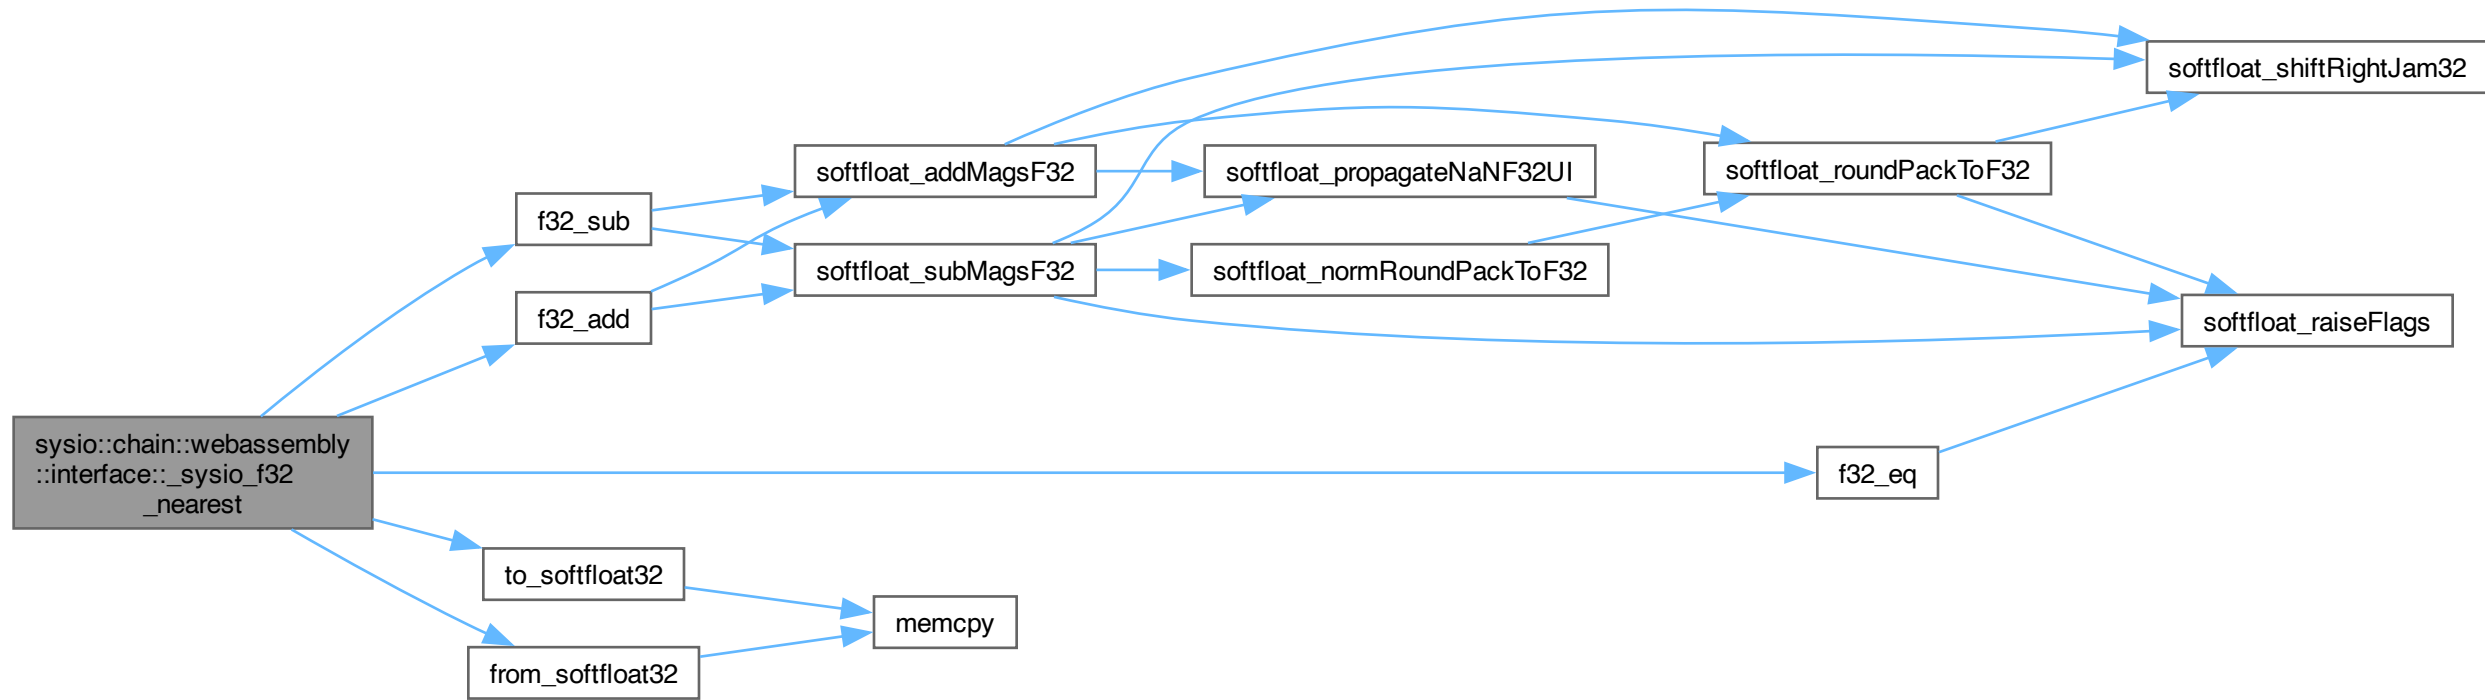 sysio::chain::webassembly
::interface::_sysio_f32
_nearest
f32_sub
f32_add
softfloat_addMagsF32
softfloat_subMagsF32
softfloat_propagateNaNF32UI
softfloat_normRoundPackToF32
softfloat_roundPackToF32
softfloat_shiftRightJam32
softfloat_raiseFlags
f32_eq
to_softfloat32
from_softfloat32
memcpy